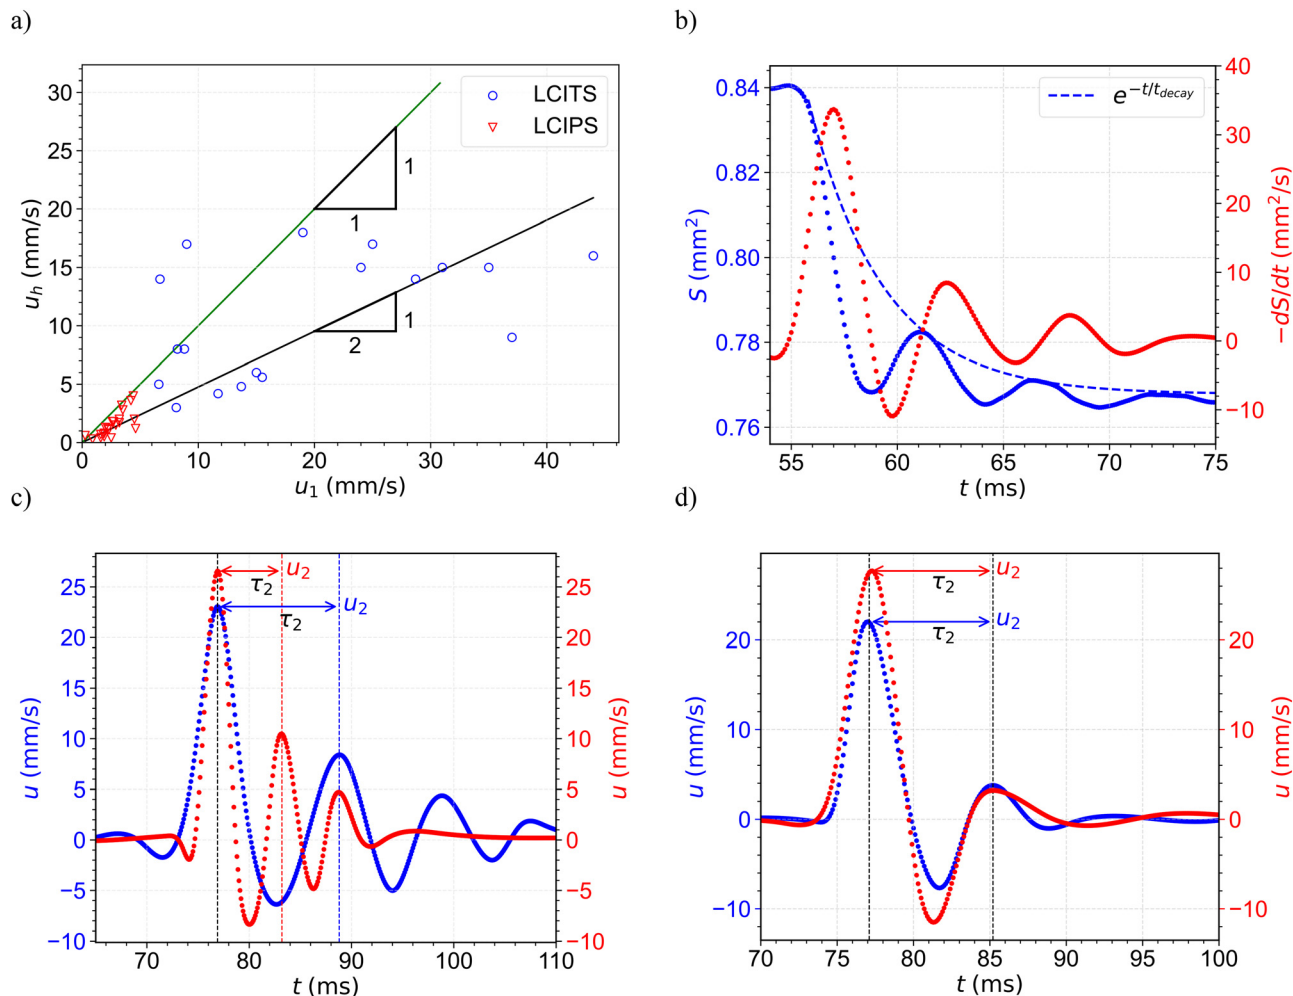 a)
30
25
20
15
10
5
0
u_h (mm/s)
0
10
20
30
40
u_1 (mm/s)
LCITS
LCIPS
1
1
1
2
b)
0.84
0.82
0.80
0.78
0.76
S (mm²)
40
30
20
10
0
−10
−dS/dt (mm²/s)
55
60
65
70
75
t (ms)
e^{−t/t_{decay}}
c)
25
20
15
10
5
0
−5
−10
u (mm/s)
25
20
15
10
5
0
−5
−10
u (mm/s)
70
80
90
100
110
t (ms)
u_2
τ_2
u_2
τ_2
d)
20
10
0
−10
u (mm/s)
20
10
0
−10
u (mm/s)
70
75
80
85
90
95
100
t (ms)
u_2
τ_2
u_2
τ_2